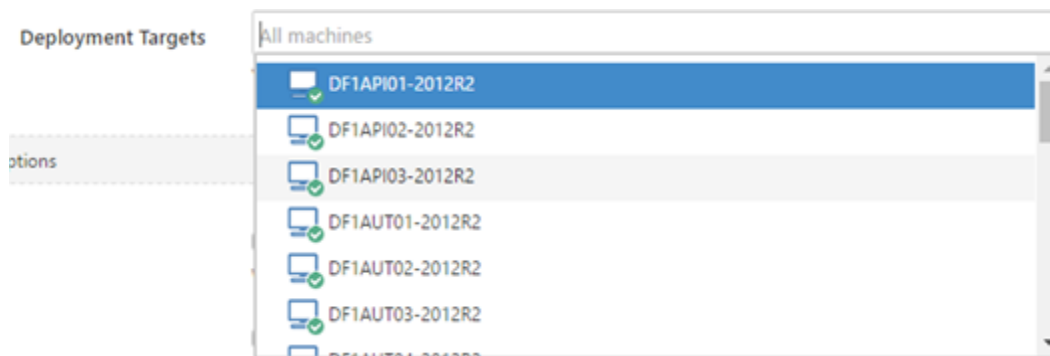 Deployment Targets
All machines
DF1API01-2012R2
DF1API02-2012R2
ptions
DF1API03-2012R2
DF1AUT01-2012R2
DF1AUT02-2012R2
DF1AUT03-2012R2